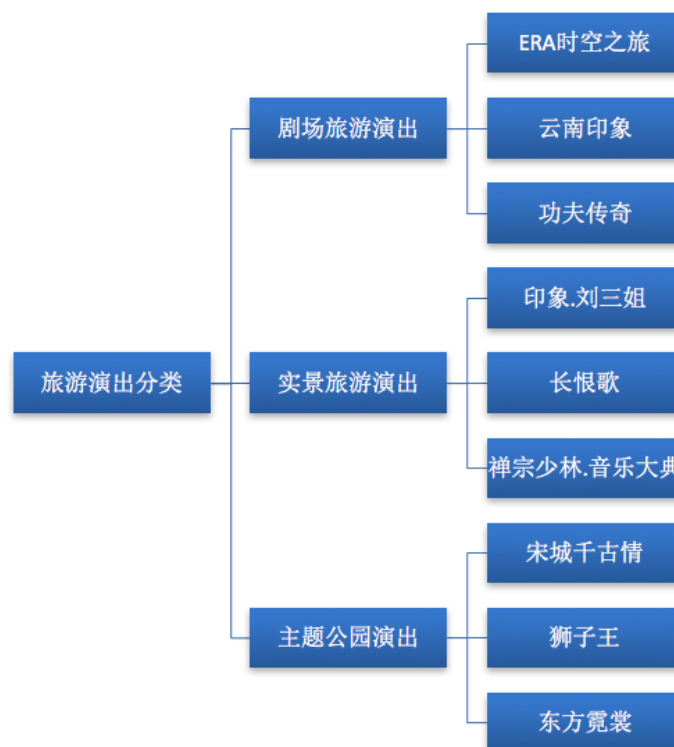 旅游演出分类
剧场旅游演出
ERA时空之旅
云南印象
功夫传奇
实景旅游演出
印象.刘三姐
长恨歌
禅宗少林.音乐大典
主题公园演出
宋城千古情
狮子王
东方霓裳